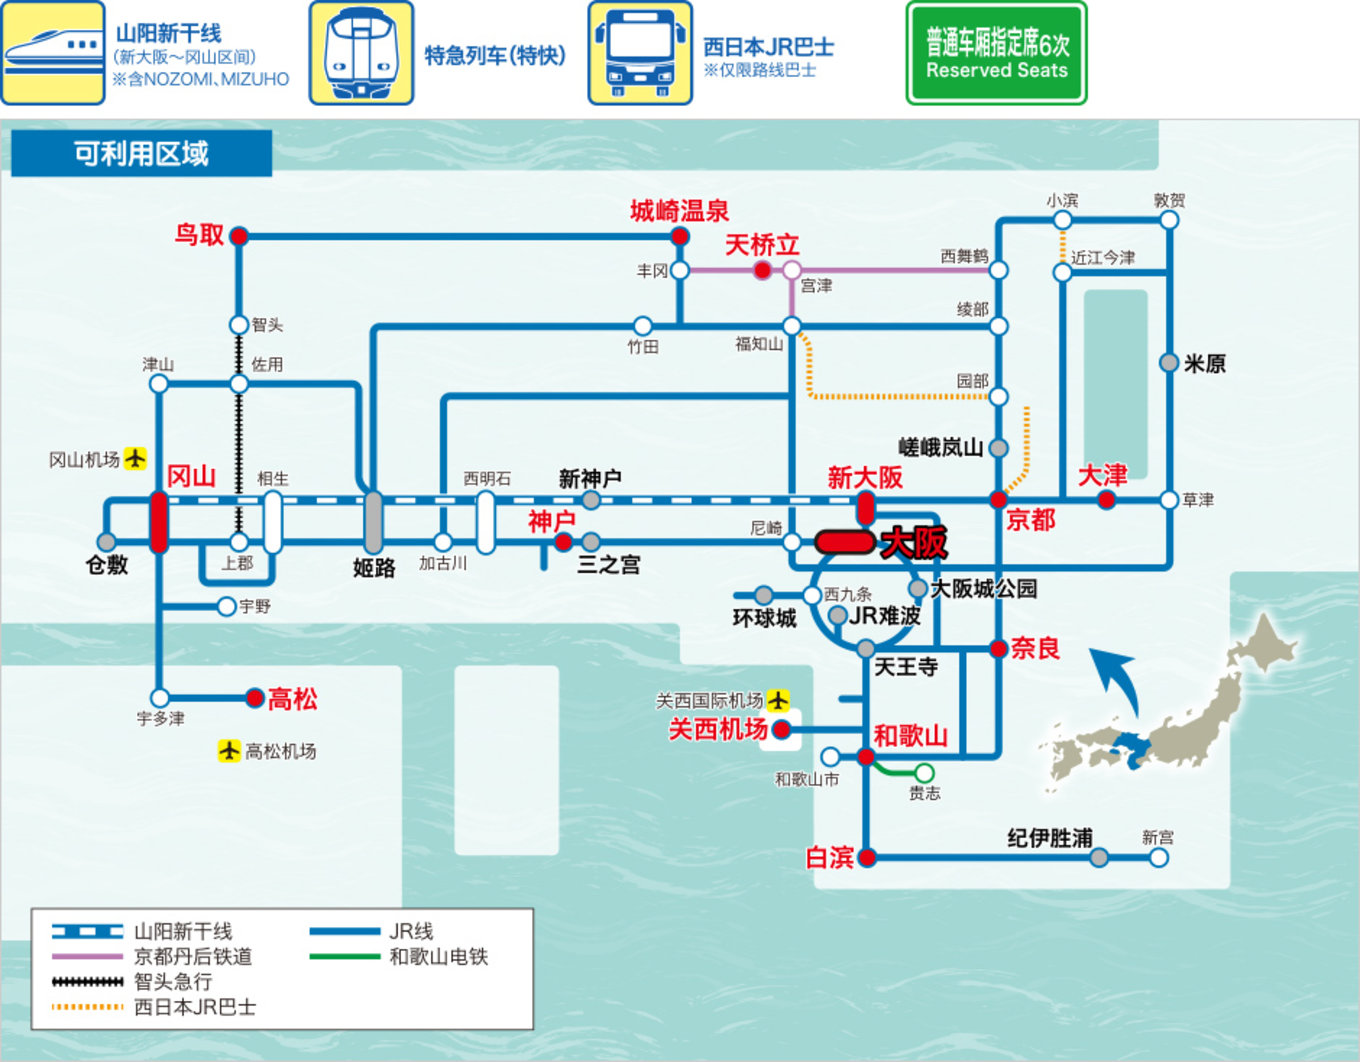 山阳新干线
(新大阪～冈山区间)
※含NOZOMI、MIZUHO
特急列车(特快)
西日本JR巴士
※仅限路线巴士
普通车厢指定席6次
Reserved Seats
可利用区域
小滨
敦贺
城崎温泉
鸟取
天桥立
西舞鹤
近江今津
丰冈
宫津
绫部
智头
竹田
福知山
津山
佐用
园部
米原
嵯峨岚山
冈山机场
冈山
相生
西明石
新神户
新大阪
大津
草津
神户
尼崎
京都
大阪
仓敷
上郡
姬路
加古川
三之宫
宇野
环球城
西九条
大阪城公园
JR难波
奈良
天王寺
宇多津
高松
关西国际机场
关西机场
和歌山
高松机场
和歌山市
贵志
白滨
纪伊胜浦
新宫
山阳新干线
JR线
京都丹后铁道
和歌山电铁
智头急行
西日本JR巴士